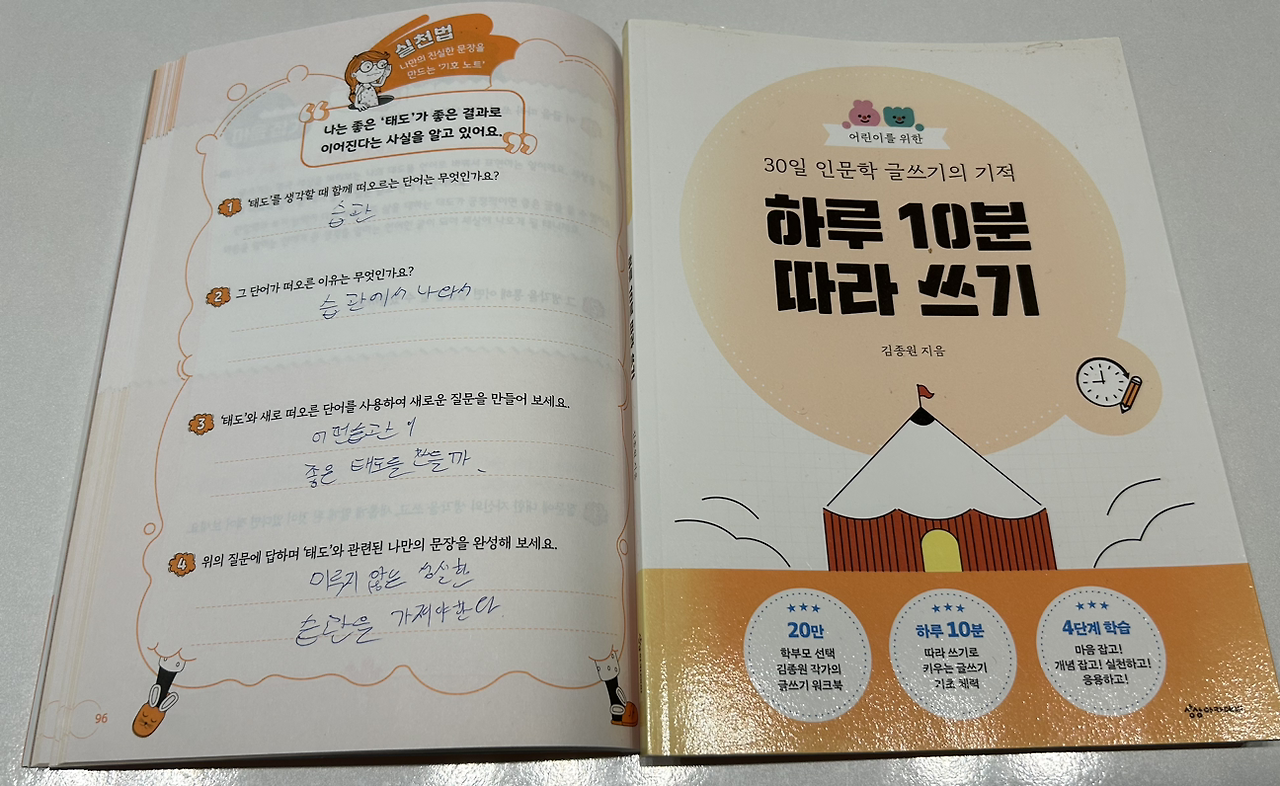 실천법
나만의 진실한 문장을
만드는 '기호 노트'
나는 좋은 '태도'가 좋은 결과로
이어진다는 사실을 알고 있어요.
1 '태도'를 생각할 때 함께 떠오르는 단어는 무엇인가요?
습관
2 그 단어가 떠오른 이유는 무엇인가요?
습관에서 나와서
3 '태도'와 새로 떠오른 단어를 사용하여 새로운 질문을 만들어 보세요.
어떤습관이
좋은 태도를 만들까.
4 위의 질문에 답하며 '태도'와 관련된 나만의 문장을 완성해 보세요.
미루지 않는 성실한
습관을 가져야한다
96
어린이를 위한
30일 인문학 글쓰기의 기적
하루 10분
따라 쓰기
김종원 지음
20만
학부모 선택
김종원 작가의
글쓰기 워크북
하루 10분
따라 쓰기로
키우는 글쓰기
기초 체력
4단계 학습
마음 잡고!
개념 잡고! 실천하고!
응용하고!
상상아카데미